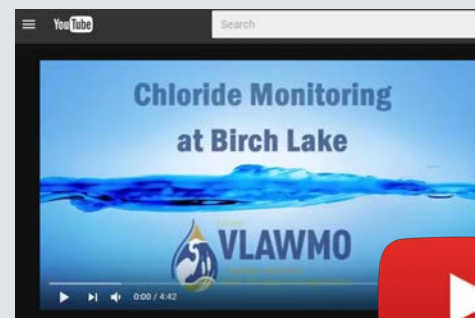 YouTube
Search
Chloride Monitoring
at Birch Lake
VLAWMO
0:00 / 4:42